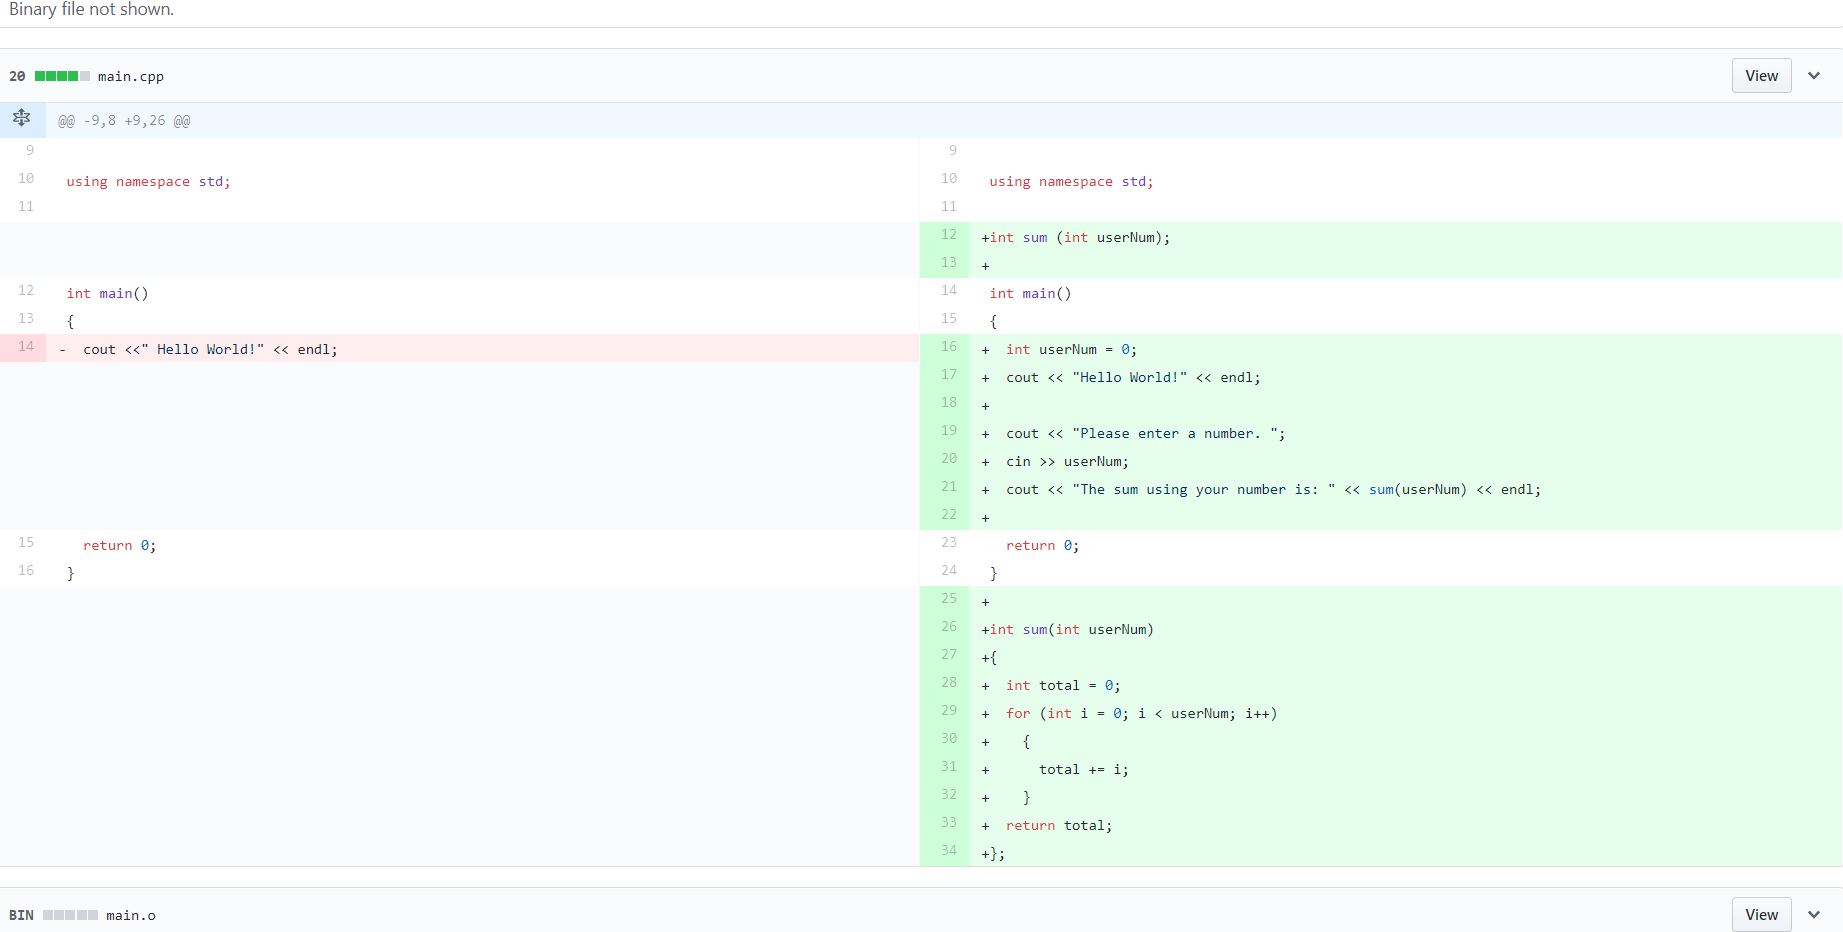 Binary file not shown.
20 main.cpp View
@@ -9,8 +9,26 @@
9 9
10 using namespace std; 10 using namespace std;
11 11
12 +int sum (int userNum);
13 +
12 int main() 14 int main()
13 { 15 {
14 - cout <<" Hello World!" << endl; 16 + int userNum = 0;
17 + cout << "Hello World!" << endl;
18 +
19 + cout << "Please enter a number. ";
20 + cin >> userNum;
21 + cout << "The sum using your number is: " << sum(userNum) << endl;
22 +
15 return 0; 23 return 0;
16 } 24 }
25 +
26 +int sum(int userNum)
27 +{
28 + int total = 0;
29 + for (int i = 0; i < userNum; i++)
30 + {
31 + total += i;
32 + }
33 + return total;
34 +};
BIN main.o View